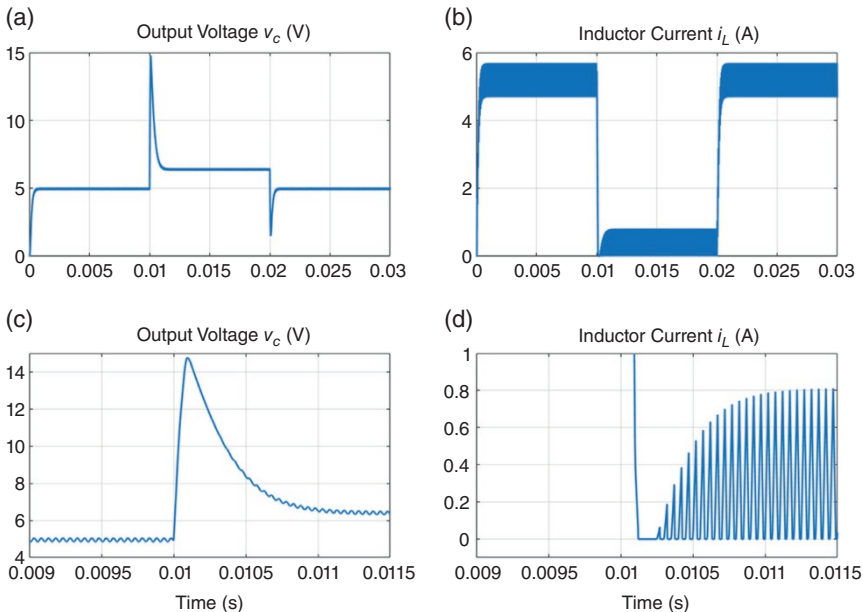 (a)
Output Voltage v_c (V)
15
10
5
0
0 0.005 0.01 0.015 0.02 0.025 0.03
(b)
Inductor Current i_L (A)
6
4
2
0
0 0.005 0.01 0.015 0.02 0.025 0.03
(c)
Output Voltage v_c (V)
14
12
10
8
6
4
0.009 0.0095 0.01 0.0105 0.011 0.0115
Time (s)
(d)
Inductor Current i_L (A)
1
0.8
0.6
0.4
0.2
0
0.009 0.0095 0.01 0.0105 0.011 0.0115
Time (s)